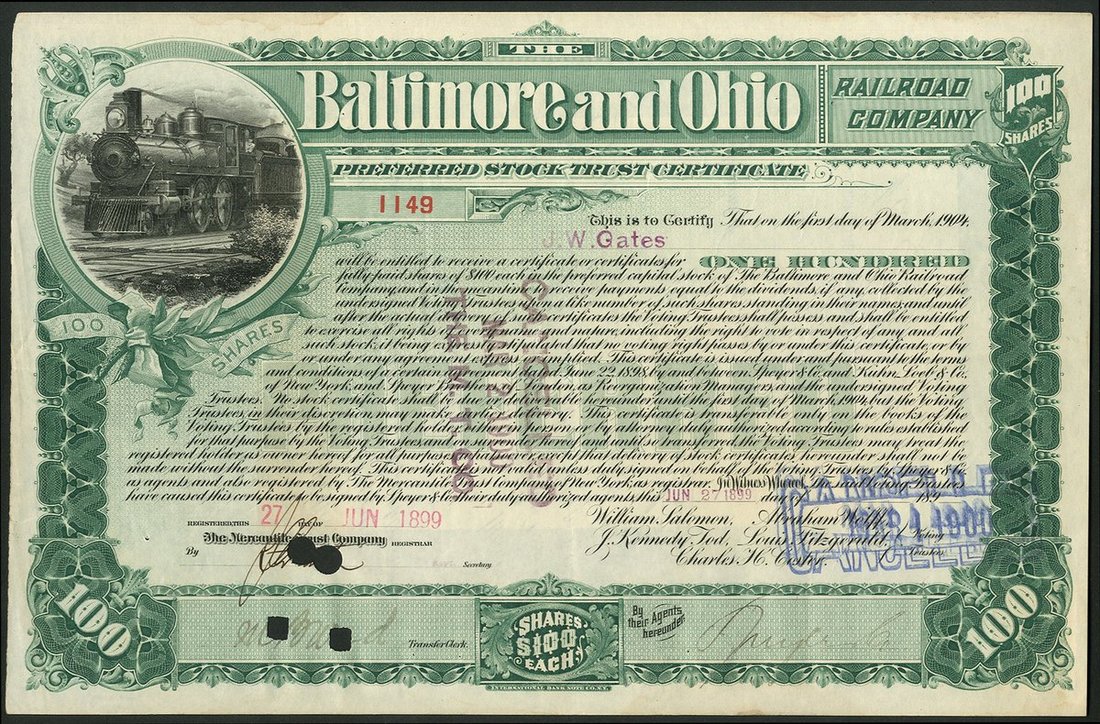 THE
Baltimore and Ohio
RAILROAD
COMPANY
100
SHARES
PREFERRED STOCK TRUST CERTIFICATE
1149
This is to Certify That on the first day of March, 1904,
J.W.Gates
will be entitled to receive a stock certificate or certificates for ONE HUNDRED
fully paid shares of $100 each in the preferred capital stock of The Baltimore and Ohio Railroad
Company, and in the meantime to receive payments equal to the dividends, if any, collected by the
undersigned Voting Trustees upon a like number of such shares standing in their names, and until
after the actual delivery of such certificates the Voting Trustees shall possess and shall be entitled
to exercise all rights of every name and nature, including the right to vote in respect of any and all
such stock, it being expressly stipulated that no voting right passes by or under this certificate, or by
or under any agreement express or implied. This certificate is issued under and pursuant to the terms
and conditions of a certain agreement dated June 22, 1898, by and between Speyer & Co. and Kuhn, Loeb & Co.
of New York and Speyer Brothers of London, as Reorganization Managers, and the undersigned Voting
Trustees. No stock certificate shall be due or deliverable hereunder until the first day of March, 1904, but the Voting
Trustees, in their discretion may make earlier delivery. This certificate is transferable only on the books of the
Voting Trustees by the registered holder, either in person or by attorney duly authorized according to rules established
for that purpose by the Voting Trustees, and on surrender hereof; and until so transferred, the Voting Trustees may treat the
registered holder as owner hereof for all purposes whatsoever, except that delivery of stock certificates hereunder shall not be
made without the surrender hereof. This certificate is not valid unless duly signed on behalf of the Voting Trustees by Speyer & Co.
as agents and also registered by The Mercantile Trust Company of New York as registrar. In Witness Whereof, The said Voting Trustees
have caused this certificate to be signed by Speyer & Co. their duly authorized agents this JUN 27 1899 day of
100 SHARES
CANCELLED
THE M. T. CO.
CANCELLED
REGISTERED THIS 27 DAY OF JUN 1899
The Mercantile Trust Company REGISTRAR
By
Secretary
William Salomon, Abraham Wolff,
J. Kennedy Tod, Louis Fitzgerald, Voting
Charles H. Coster, Trustees
100
Transfer Clerk.
SHARES
$100
EACH
By
their Agents
hereunder
100
INTERNATIONAL BANK NOTE CO. N.Y.